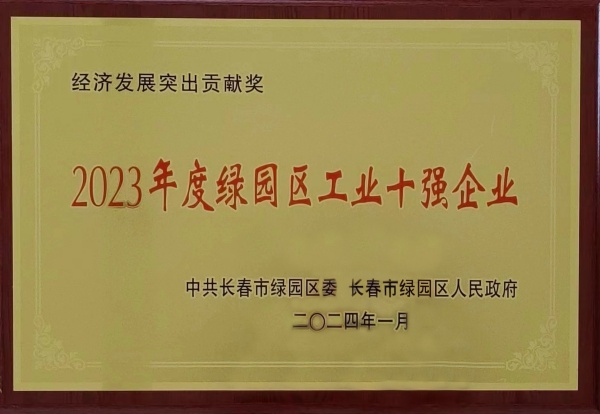 经济发展突出贡献奖
2023年度绿园区工业十强企业
中共长春市绿园区委 长春市绿园区人民政府
二〇二四年一月